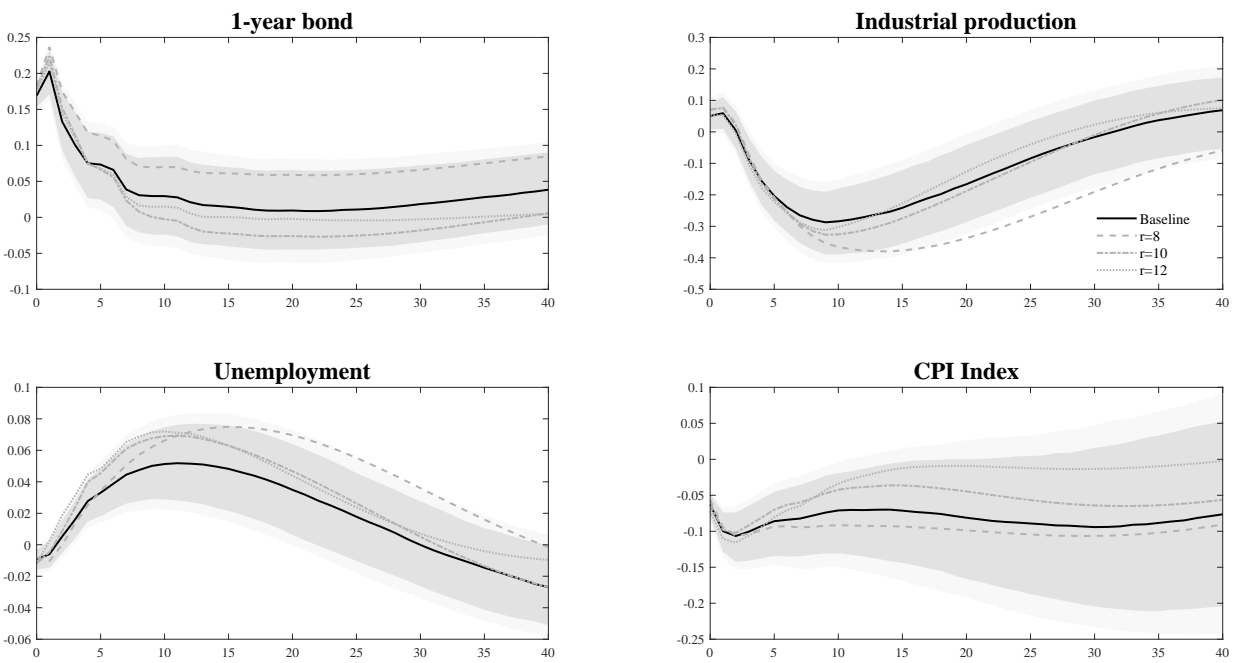 1-year bond
0.25
0.2
0.15
0.1
0.05
0
-0.05
-0.1
0 5 10 15 20 25 30 35 40
Industrial production
0.3
0.2
0.1
0
-0.1
-0.2
-0.3
-0.4
-0.5
0 5 10 15 20 25 30 35 40
Baseline
r=8
r=10
r=12
Unemployment
0.1
0.08
0.06
0.04
0.02
0
-0.02
-0.04
-0.06
0 5 10 15 20 25 30 35 40
CPI Index
0.1
0.05
0
-0.05
-0.1
-0.15
-0.2
-0.25
0 5 10 15 20 25 30 35 40